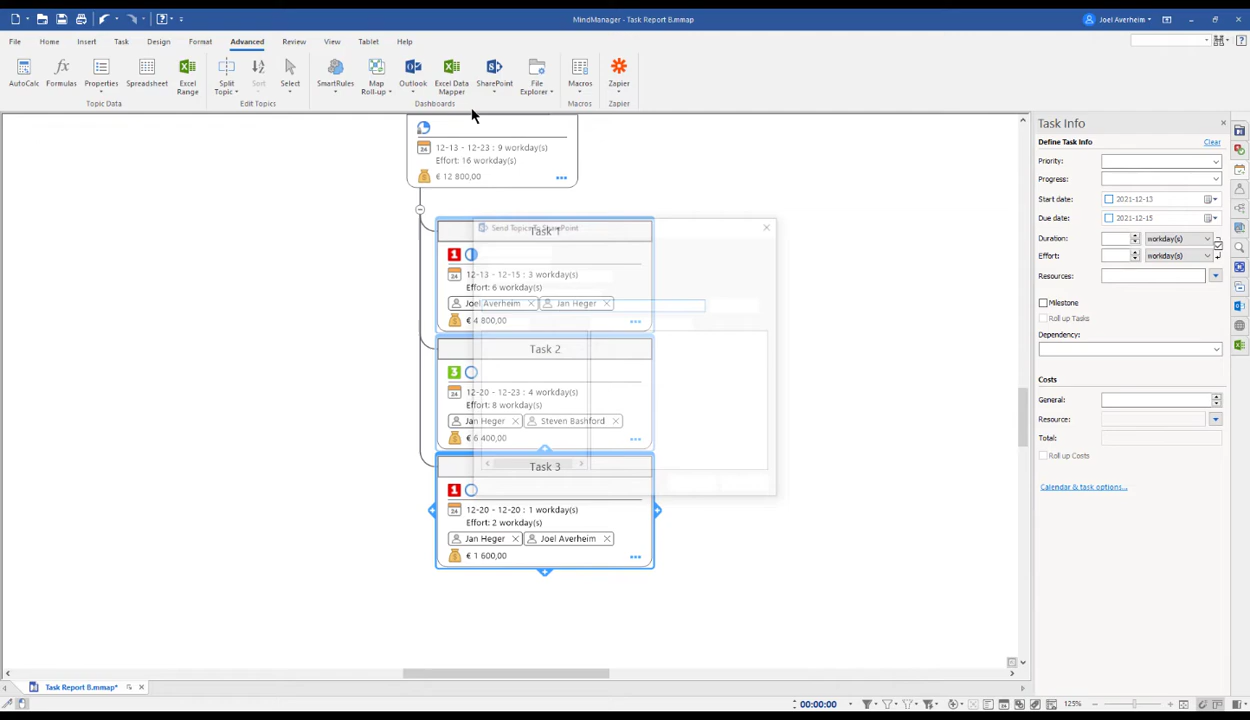 MindManager - Task Report B.mmap
Joel Averheim
File Home Insert Task Design Format Advanced Review View Tablet Help
AutoCalc Formulas Properties Spreadsheet Excel Range Split Topic Sort Select SmartRules Map Roll-up Outlook Excel Data Mapper SharePoint File Explorer Macros Zapier
Topic Data Edit Topics Dashboards Macros Zapier
12-13 - 12-23 : 9 workday(s)
Effort: 16 workday(s)
€ 12 800,00
Send Topics To SharePoint
Task 1
1
12-13 - 12-15 : 3 workday(s)
Effort: 6 workday(s)
Joel Averheim Jan Heger
€ 4 800,00
Task 2
3
12-20 - 12-23 : 4 workday(s)
Effort: 8 workday(s)
Jan Heger Steven Bashford
€ 6 400,00
Task 3
1
12-20 - 12-20 : 1 workday(s)
Effort: 2 workday(s)
Jan Heger Joel Averheim
€ 1 600,00
Task Info
Define Task Info Clear
Priority:
Progress:
Start date: 2021-12-13
Due date: 2021-12-15
Duration: workday(s)
Effort: workday(s)
Resources:
Milestone
Roll up Tasks
Dependency:
Costs
General:
Resource:
Total:
Roll up Costs
Calendar & task options...
Task Report B.mmap*
00:00:00
125%